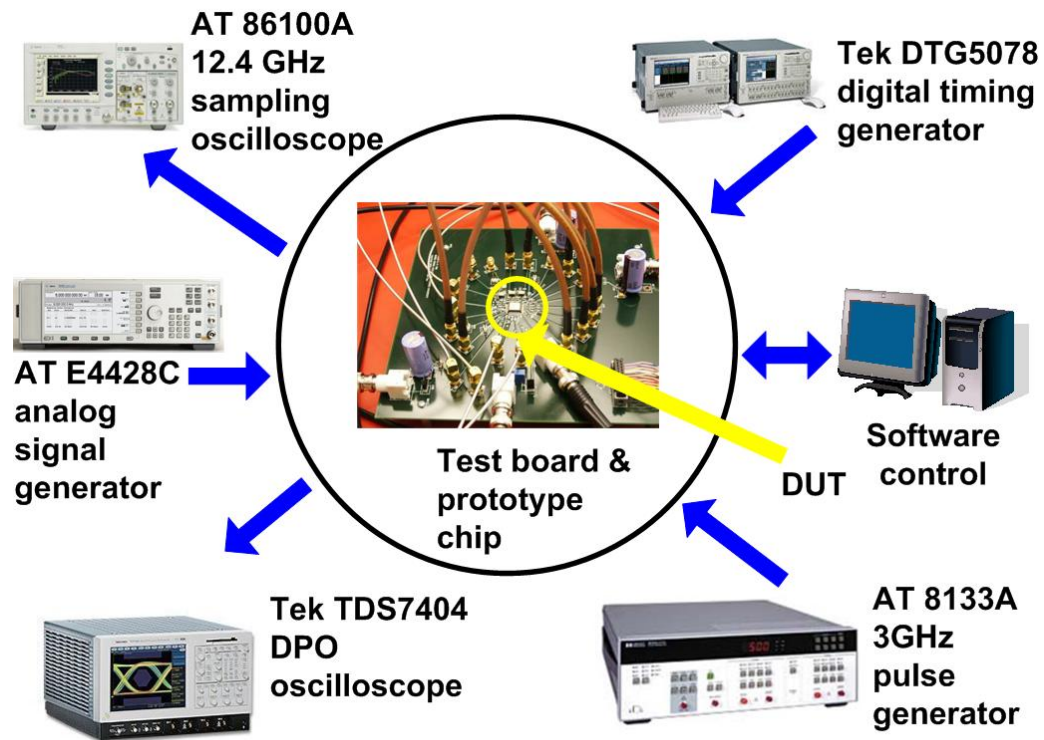 AT 86100A
12.4 GHz
sampling
oscilloscope
Tek DTG5078
digital timing
generator
AT E4428C
analog
signal
generator
Test board &
prototype
chip
DUT
Software
control
Tek TDS7404
DPO
oscilloscope
AT 8133A
3GHz
pulse
generator
500